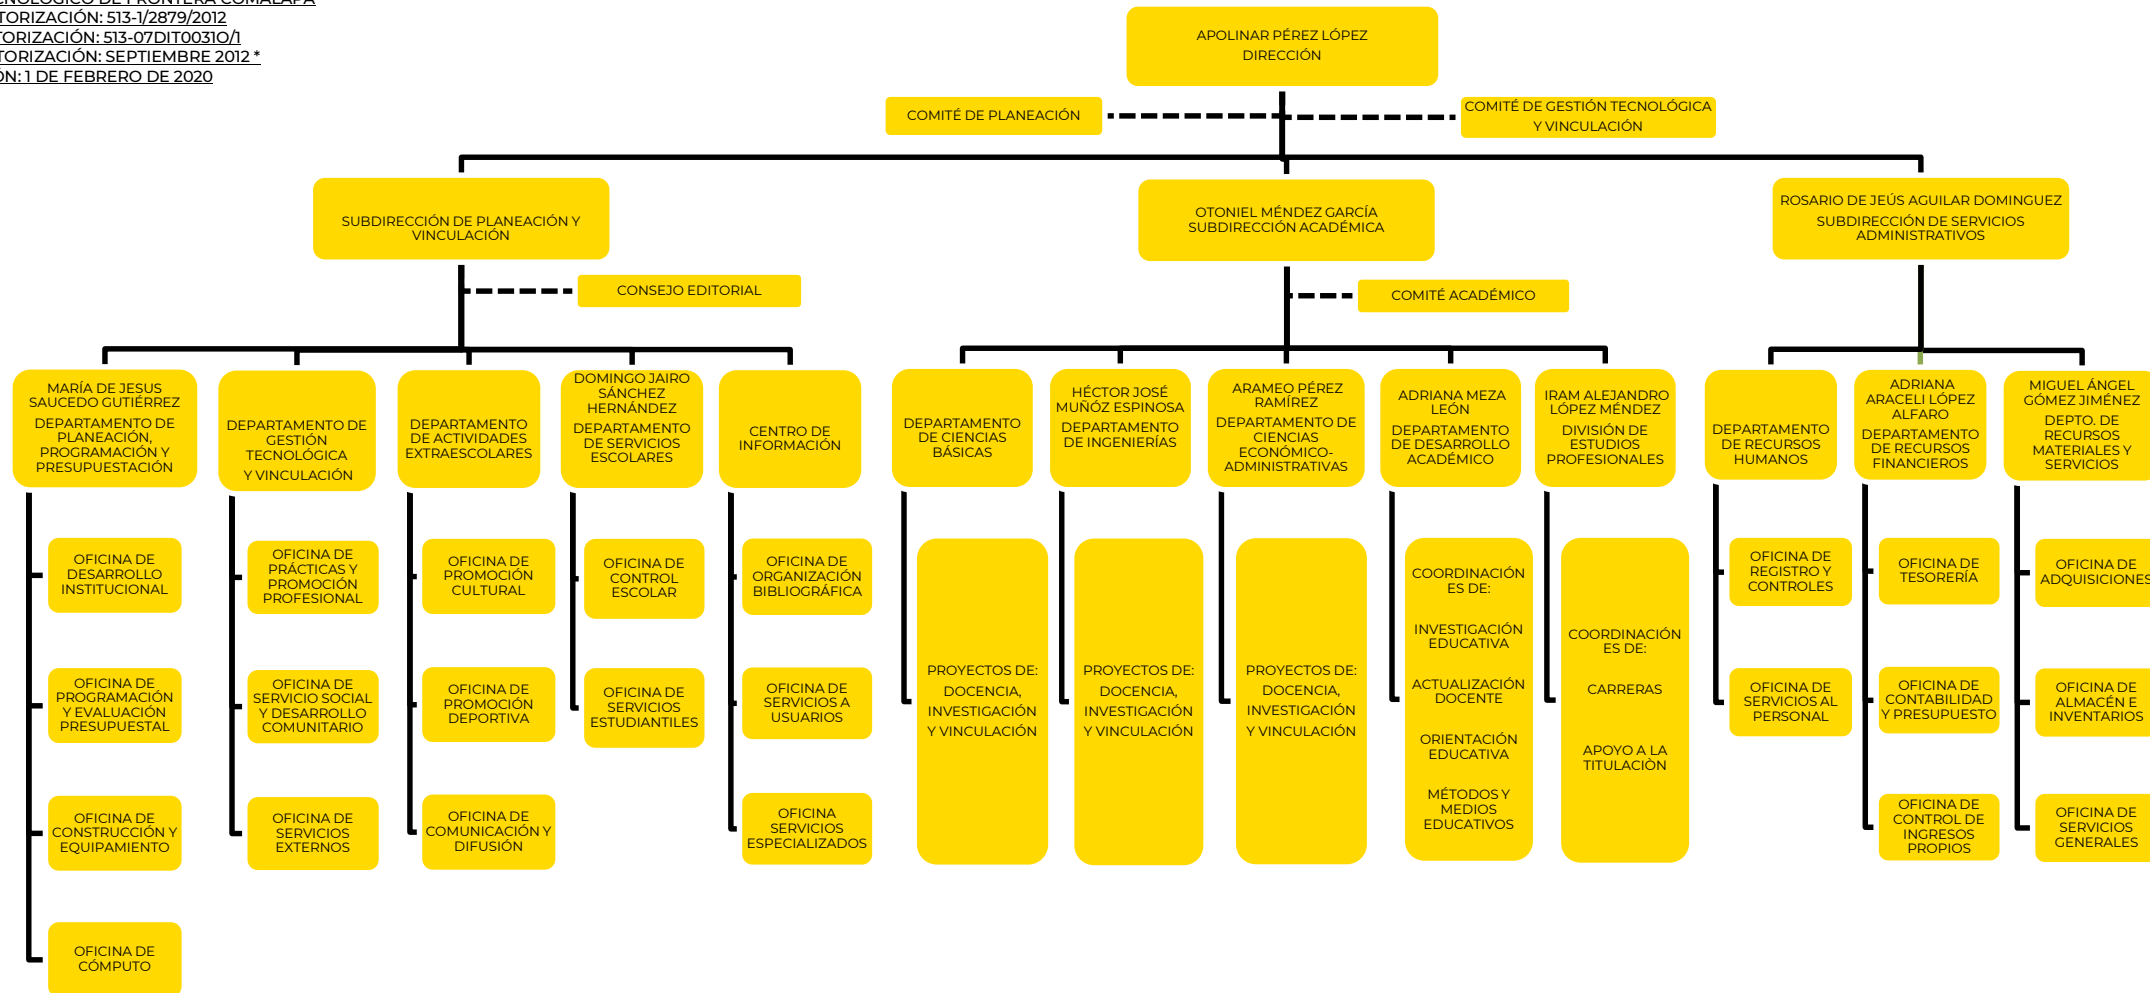 CNOLÓGICO DE FRONTERA COMALAPA
TORIZACIÓN: 513-1/2879/2012
TORIZACIÓN: 513-07DIT0031O/1
TORIZACIÓN: SEPTIEMBRE 2012 *
ÓN: 1 DE FEBRERO DE 2020
APOLINAR PÉREZ LÓPEZ
DIRECCIÓN
COMITÉ DE PLANEACIÓN
COMITÉ DE GESTIÓN TECNOLÓGICA
Y VINCULACIÓN
SUBDIRECCIÓN DE PLANEACIÓN Y
VINCULACIÓN
OTONIEL MÉNDEZ GARCÍA
SUBDIRECCIÓN ACADÉMICA
ROSARIO DE JEÚS AGUILAR DOMINGUEZ
SUBDIRECCIÓN DE SERVICIOS
ADMINISTRATIVOS
CONSEJO EDITORIAL
COMITÉ ACADÉMICO
MARÍA DE JESUS
SAUCEDO GUTIÉRREZ
DEPARTAMENTO DE
PLANEACIÓN,
PROGRAMACIÓN Y
PRESUPUESTACIÓN
DEPARTAMENTO DE
GESTIÓN
TECNOLÓGICA
Y VINCULACIÓN
DEPARTAMENTO
DE ACTIVIDADES
EXTRAESCOLARES
DOMINGO JAIRO
SÁNCHEZ
HERNÁNDEZ
DEPARTAMENTO
DE SERVICIOS
ESCOLARES
CENTRO DE
INFORMACIÓN
DEPARTAMENTO
DE CIENCIAS
BÁSICAS
HÉCTOR JOSÉ
MUÑÓZ ESPINOSA
DEPARTAMENTO
DE INGENIERÍAS
ARAMEO PÉREZ
RAMÍREZ
DEPARTAMENTO DE
CIENCIAS
ECONÓMICO-
ADMINISTRATIVAS
ADRIANA MEZA
LEÓN
DEPARTAMENTO
DE DESARROLLO
ACADÉMICO
IRAM ALEJANDRO
LÓPEZ MÉNDEZ
DIVISIÓN DE
ESTUDIOS
PROFESIONALES
DEPARTAMENTO
DE RECURSOS
HUMANOS
ADRIANA
ARACELI LÓPEZ
ALFARO
DEPARTAMENTO
DE RECURSOS
FINANCIEROS
MIGUEL ÁNGEL
GÓMEZ JIMÉNEZ
DEPTO. DE
RECURSOS
MATERIALES Y
SERVICIOS
OFICINA DE
DESARROLLO
INSTITUCIONAL
OFICINA DE
PROGRAMACIÓN
Y EVALUACIÓN
PRESUPUESTAL
OFICINA DE
CONSTRUCCIÓN Y
EQUIPAMIENTO
OFICINA DE
CÓMPUTO
OFICINA DE
PRÁCTICAS Y
PROMOCIÓN
PROFESIONAL
OFICINA DE
SERVICIO SOCIAL
Y DESARROLLO
COMUNITARIO
OFICINA DE
SERVICIOS
EXTERNOS
OFICINA DE
PROMOCIÓN
CULTURAL
OFICINA DE
PROMOCIÓN
DEPORTIVA
OFICINA DE
COMUNICACIÓN Y
DIFUSIÓN
OFICINA DE
CONTROL
ESCOLAR
OFICINA DE
SERVICIOS
ESTUDIANTILES
OFICINA DE
ORGANIZACIÓN
BIBLIOGRÁFICA
OFICINA DE
SERVICIOS A
USUARIOS
OFICINA
SERVICIOS
ESPECIALIZADOS
PROYECTOS DE:
DOCENCIA,
INVESTIGACIÓN
Y VINCULACIÓN
PROYECTOS DE:
DOCENCIA,
INVESTIGACIÓN
Y VINCULACIÓN
PROYECTOS DE:
DOCENCIA,
INVESTIGACIÓN
Y VINCULACIÓN
COORDINACIÓN
ES DE:
INVESTIGACIÓN
EDUCATIVA
ACTUALIZACIÓN
DOCENTE
ORIENTACIÓN
EDUCATIVA
MÉTODOS Y
MEDIOS
EDUCATIVOS
COORDINACIÓN
ES DE:
CARRERAS
APOYO A LA
TITULACIÒN
OFICINA DE
REGISTRO Y
CONTROLES
OFICINA DE
SERVICIOS AL
PERSONAL
OFICINA DE
TESORERÍA
OFICINA DE
CONTABILIDAD
Y PRESUPUESTO
OFICINA DE
CONTROL DE
INGRESOS
PROPIOS
OFICINA DE
ADQUISICIONES
OFICINA DE
ALMACÉN E
INVENTARIOS
OFICINA DE
SERVICIOS
GENERALES